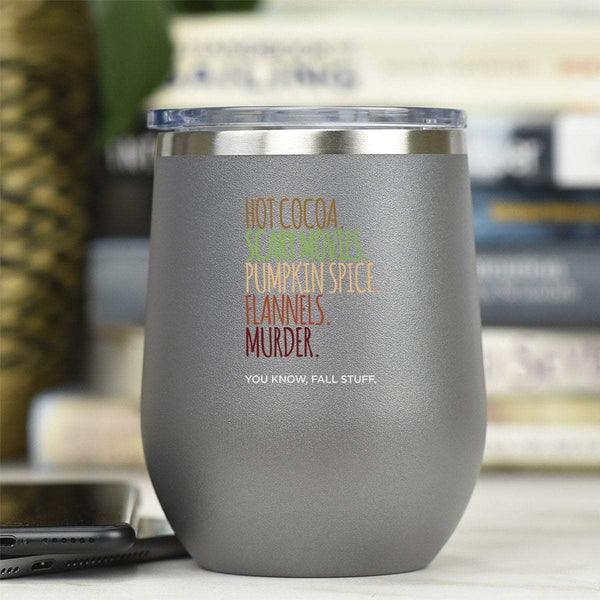 HOT COCOA.
SCARY MOVIES.
PUMPKIN SPICE
FLANNELS.
MURDER.
YOU KNOW, FALL STUFF.